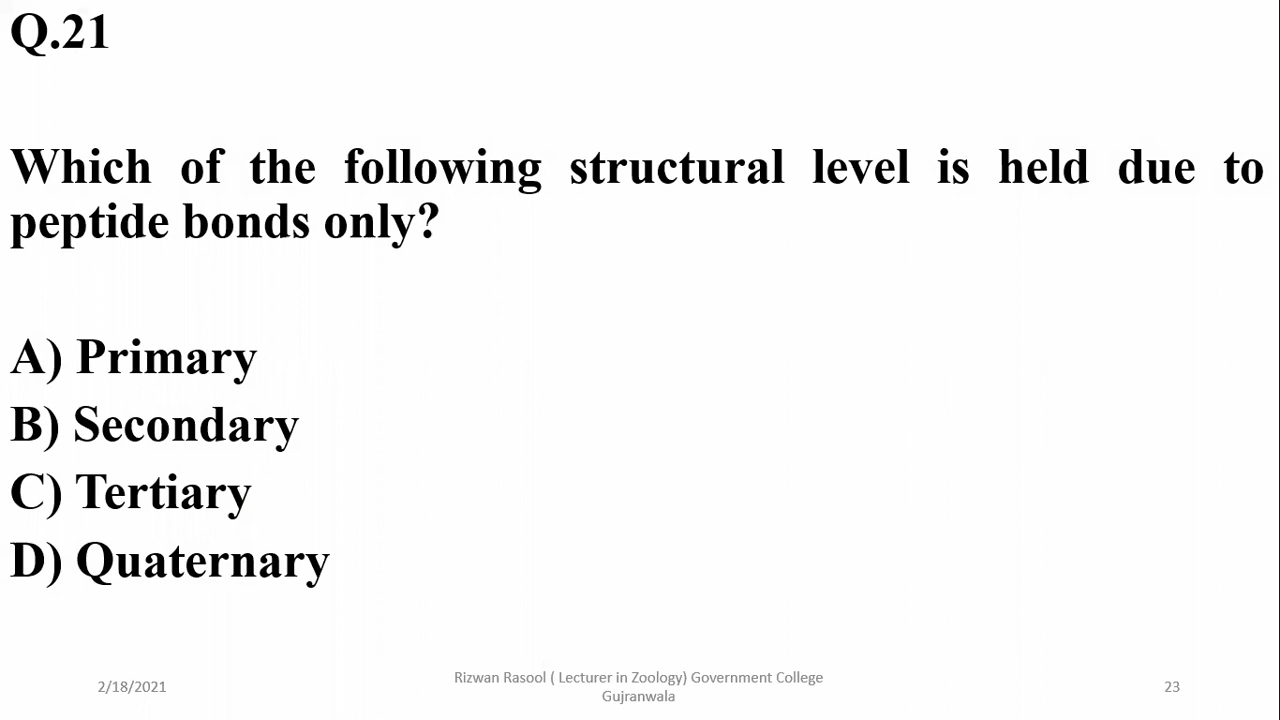 Q.21
Which of the following structural level is held due to
peptide bonds only?
A) Primary
B) Secondary
C) Tertiary
D) Quaternary
2/18/2021
Rizwan Rasool ( Lecturer in Zoology) Government College
Gujranwala
23